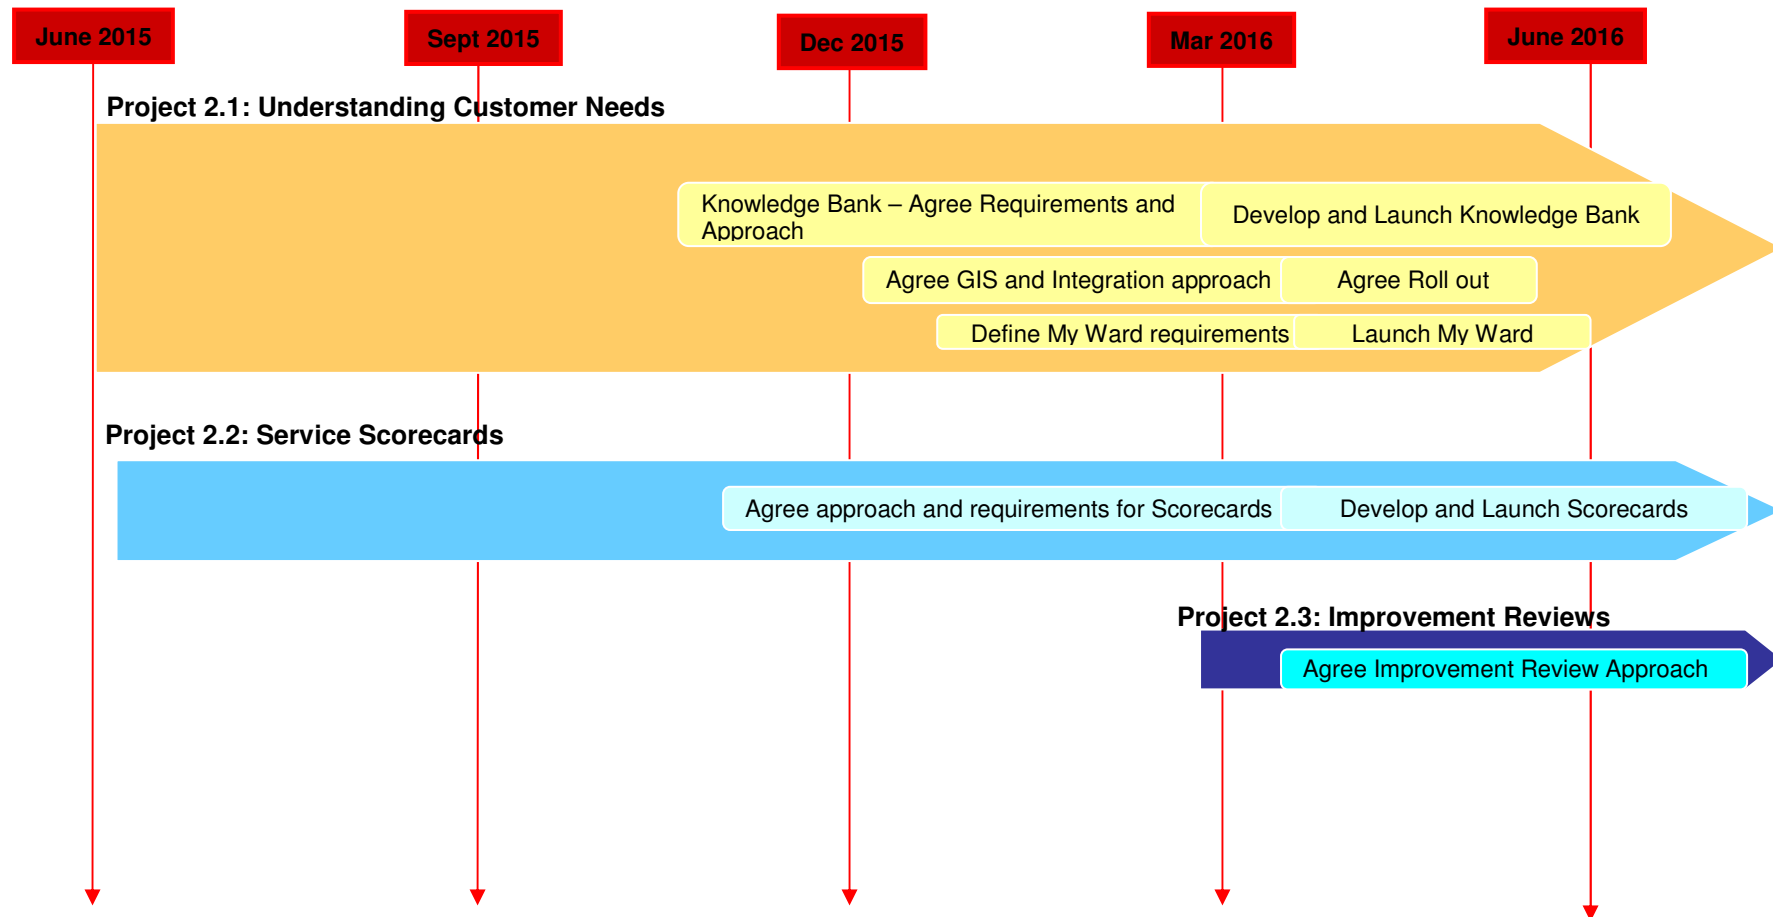 June 2015
Sept 2015
Dec 2015
Mar 2016
June 2016
Project 2.1: Understanding Customer Needs
Knowledge Bank – Agree Requirements and
Approach
Develop and Launch Knowledge Bank
Agree GIS and Integration approach
Agree Roll out
Define My Ward requirements
Launch My Ward
Project 2.2: Service Scorecards
Agree approach and requirements for Scorecards
Develop and Launch Scorecards
Project 2.3: Improvement Reviews
Agree Improvement Review Approach